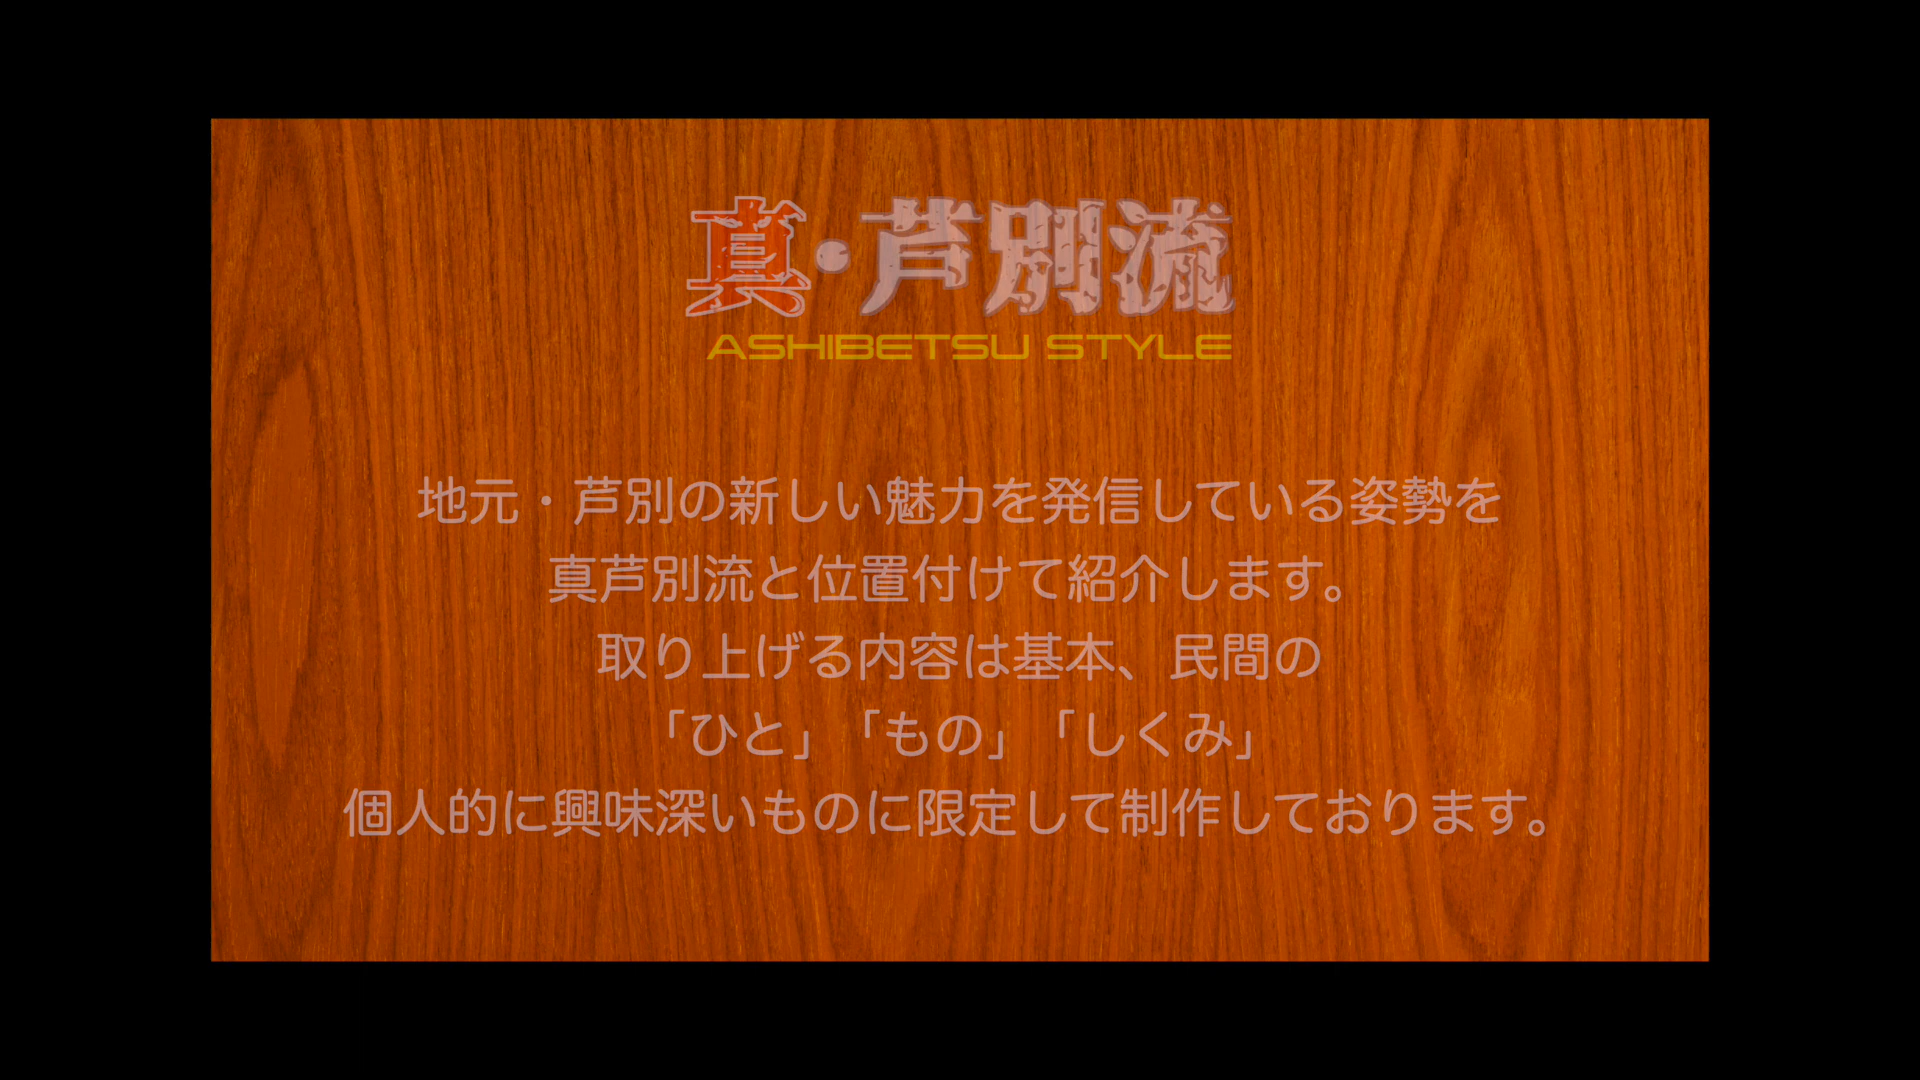 真・芦別流
ASHIBETSU STYLE
地元・芦別の新しい魅力を発信している姿勢を
真芦別流と位置付けて紹介します。
取り上げる内容は基本、民間の
「ひと」「もの」「しくみ」
個人的に興味深いものに限定して制作しております。